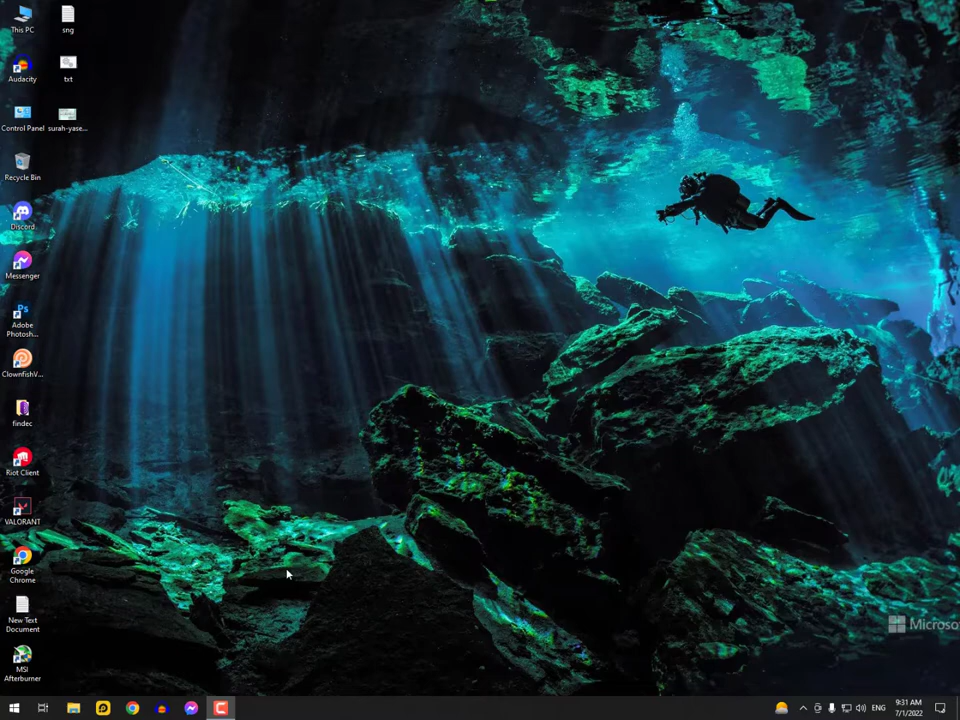 This PC
sng
Audacity
txt
Control Panel
surah-yase...
Recycle Bin
Discord
Messenger
Ps
Adobe
Photosh...
ClownfishV...
findec
Riot Client
VALORANT
Google
Chrome
New Text
Document
MSI
Afterburner
Microso
ENG
9:31 AM
7/1/2022